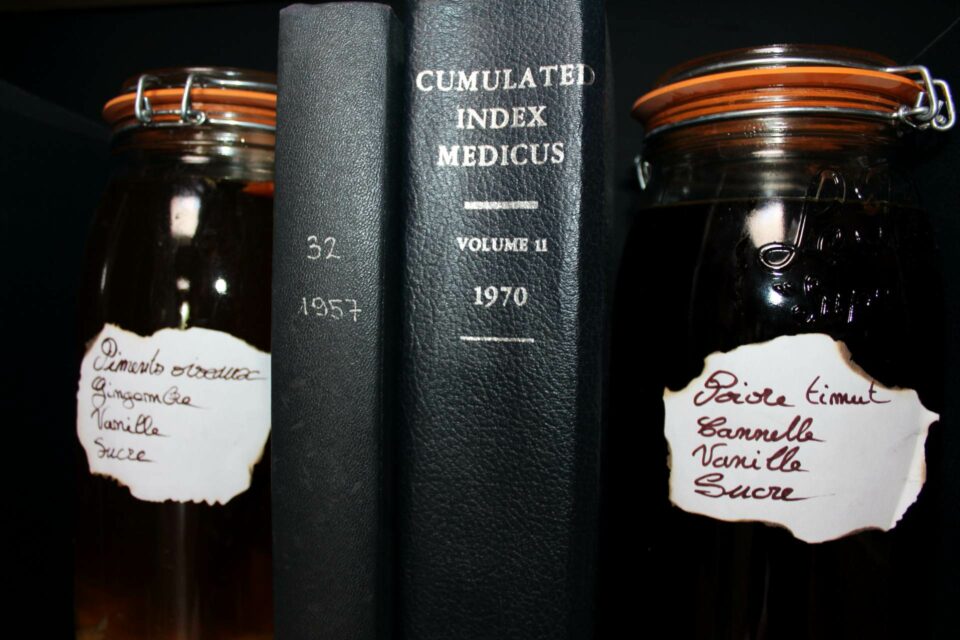 Piments oiseaux
Gingembre
Vanille
Sucre
32
1957
CUMULATED
INDEX
MEDICUS
VOLUME 11
1970
Poivre timut
Cannelle
Vanille
Sucre